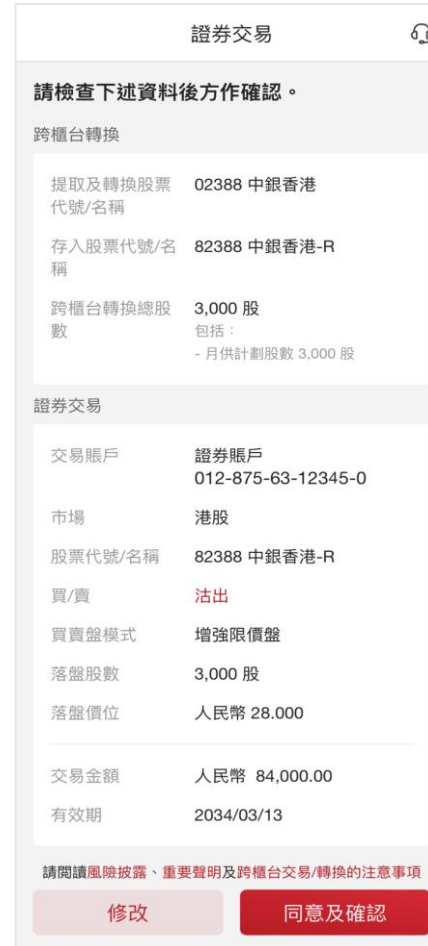 證券交易
請檢查下述資料後方作確認。
跨櫃台轉換
提取及轉換股票 02388 中銀香港
代號/名稱
存入股票代號/名 82388 中銀香港-R
稱
跨櫃台轉換總股 3,000 股
數 包括：
- 月供計劃股數 3,000 股
證券交易
交易賬戶 證券賬戶
012-875-63-12345-0
市場 港股
股票代號/名稱 82388 中銀香港-R
買/賣 沽出
買賣盤模式 增強限價盤
落盤股數 3,000 股
落盤價位 人民幣 28.000
交易金額 人民幣 84,000.00
有效期 2034/03/13
請閱讀風險披露、重要聲明及跨櫃台交易/轉換的注意事項
修改 同意及確認